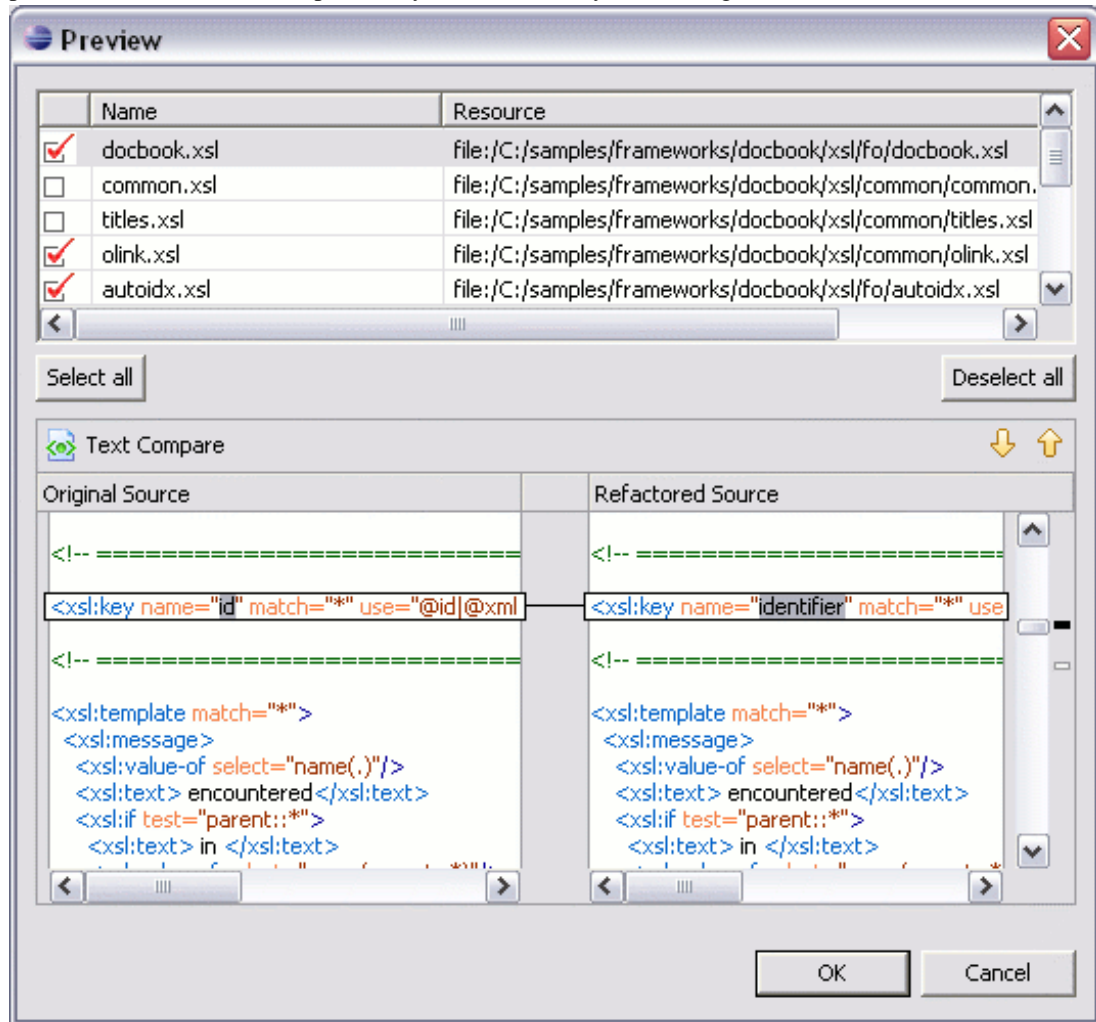 Preview
Name Resource
docbook.xsl file:/C:/samples/frameworks/docbook/xsl/fo/docbook.xsl
common.xsl file:/C:/samples/frameworks/docbook/xsl/common/common.
titles.xsl file:/C:/samples/frameworks/docbook/xsl/common/titles.xsl
olink.xsl file:/C:/samples/frameworks/docbook/xsl/common/olink.xsl
autoidx.xsl file:/C:/samples/frameworks/docbook/xsl/fo/autoidx.xsl
Select all Deselect all
Text Compare
Original Source Refactored Source
<!-- ========================== <!-- ======================
<xsl:key name="id" match="*" use="@id|@xml <xsl:key name="identifier" match="*" use
<!-- ========================== <!-- ======================
<xsl:template match="*"> <xsl:template match="*">
<xsl:message> <xsl:message>
<xsl:value-of select="name(.)"/> <xsl:value-of select="name(.)"/>
<xsl:text> encountered</xsl:text> <xsl:text> encountered</xsl:text>
<xsl:if test="parent::*"> <xsl:if test="parent::*">
<xsl:text> in </xsl:text> <xsl:text> in </xsl:text>
OK Cancel